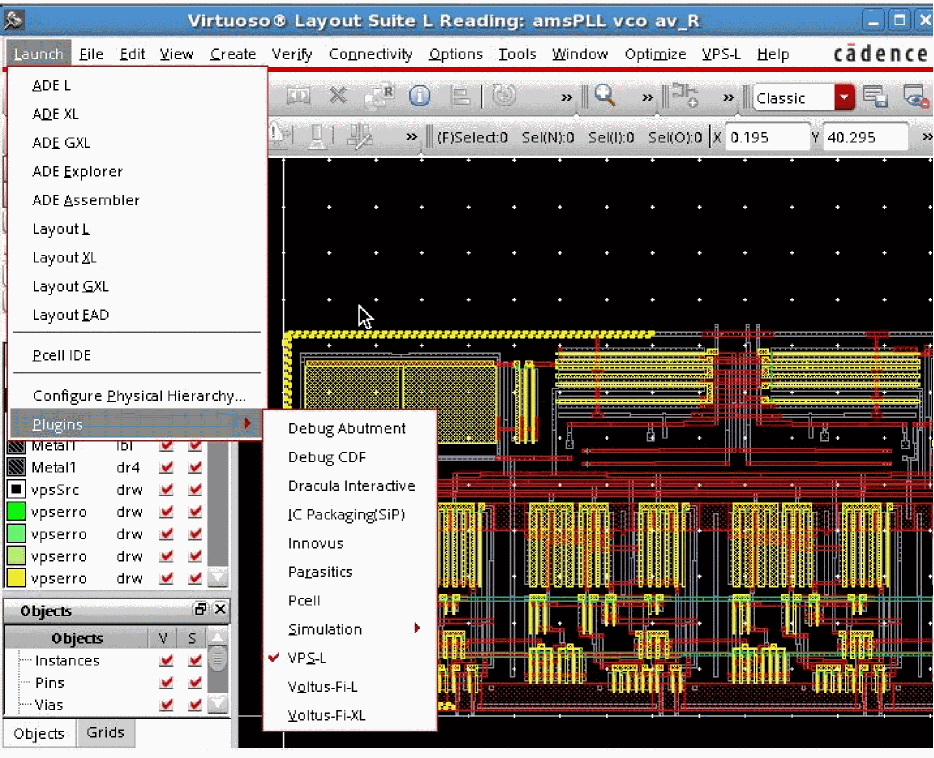 Virtuoso® Layout Suite L Reading: amsPLL vco av_R
Launch File Edit View Create Verify Connectivity Options Tools Window Optimize VPS-L Help cādence
ADE L
ADE XL
ADE GXL
ADE Explorer
ADE Assembler
Layout L
Layout XL
Layout GXL
Layout EAD
Pcell IDE
Configure Physical Hierarchy...
Plugins
R » » » Classic
» (F)Select:0 Sel(N):0 Sel(I):0 Sel(O):0 X 0.195 Y 40.295 »
Debug Abutment
Debug CDF
Dracula Interactive
IC Packaging(SiP)
Innovus
Parasitics
Pcell
Simulation
VPS-L
Voltus-Fi-L
Voltus-Fi-XL
Metal1 lbl
Metal1 dr4
vpsSrc drw
vpserro drw
vpserro drw
vpserro drw
vpserro drw
Objects
Objects V S
Instances
Pins
Vias
Objects Grids